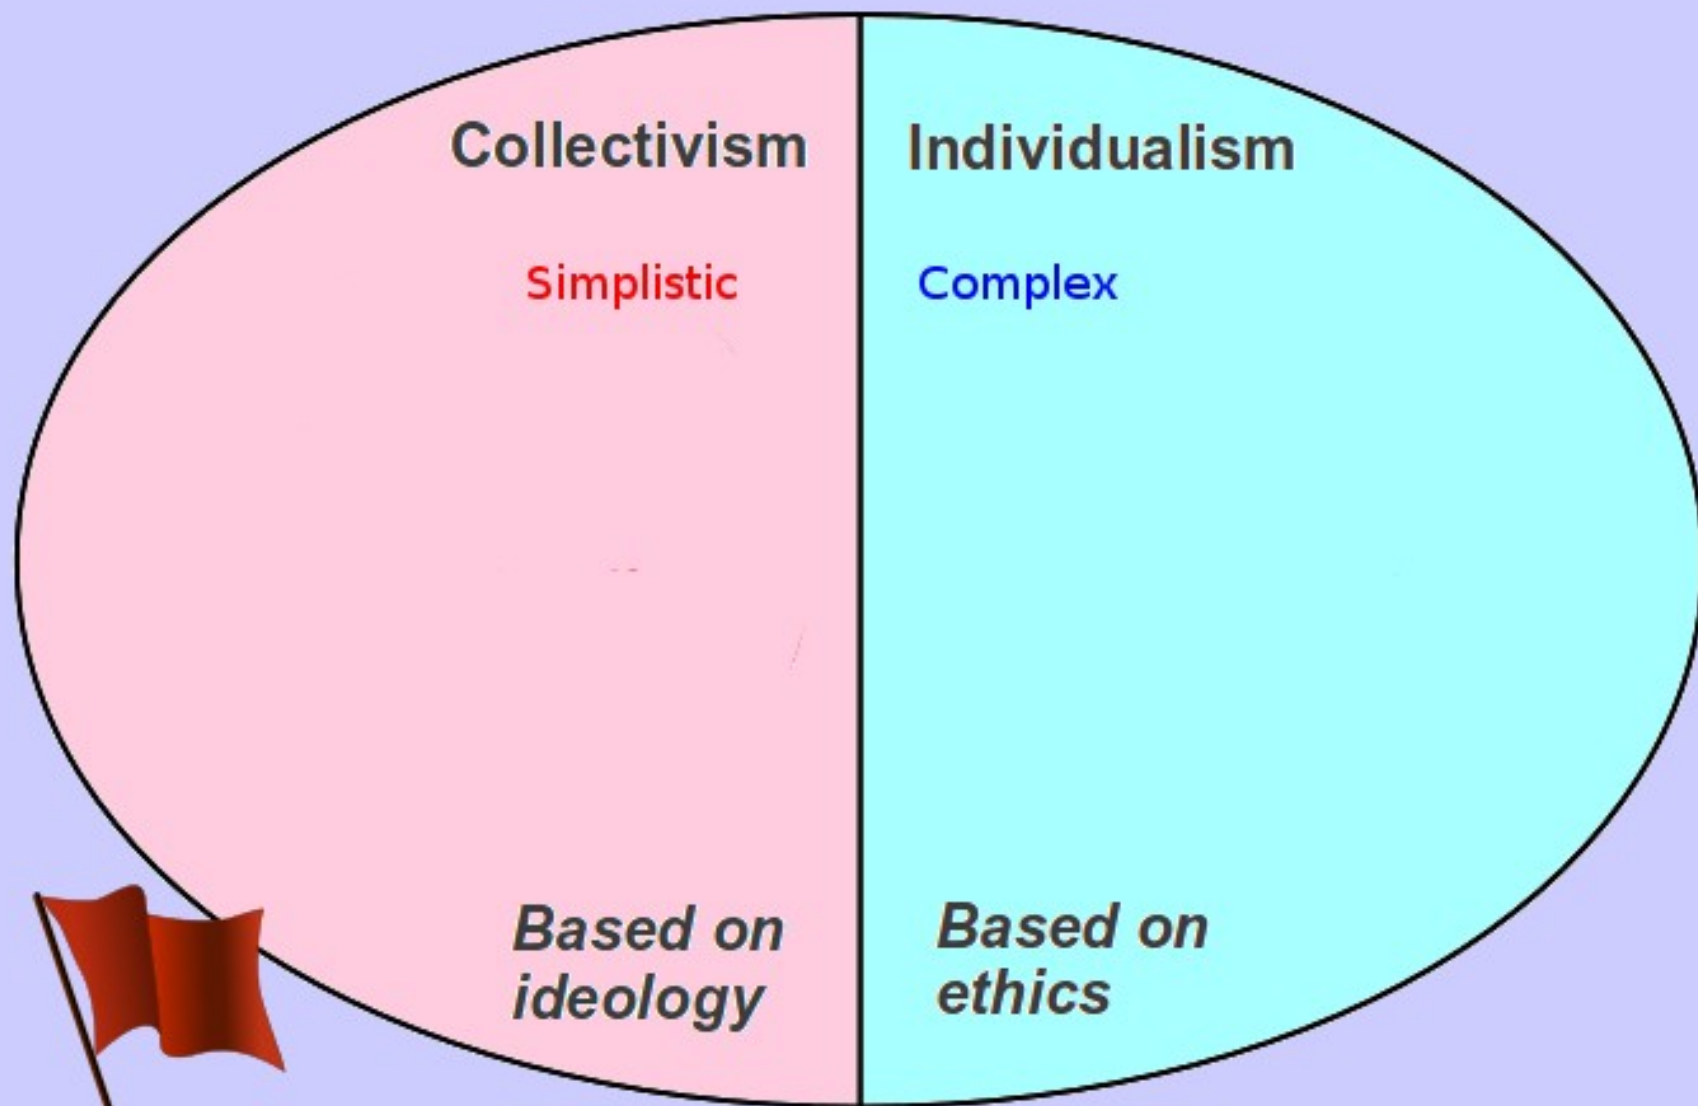 Collectivism
Individualism
Simplistic
Complex
Based on
ideology
Based on
ethics